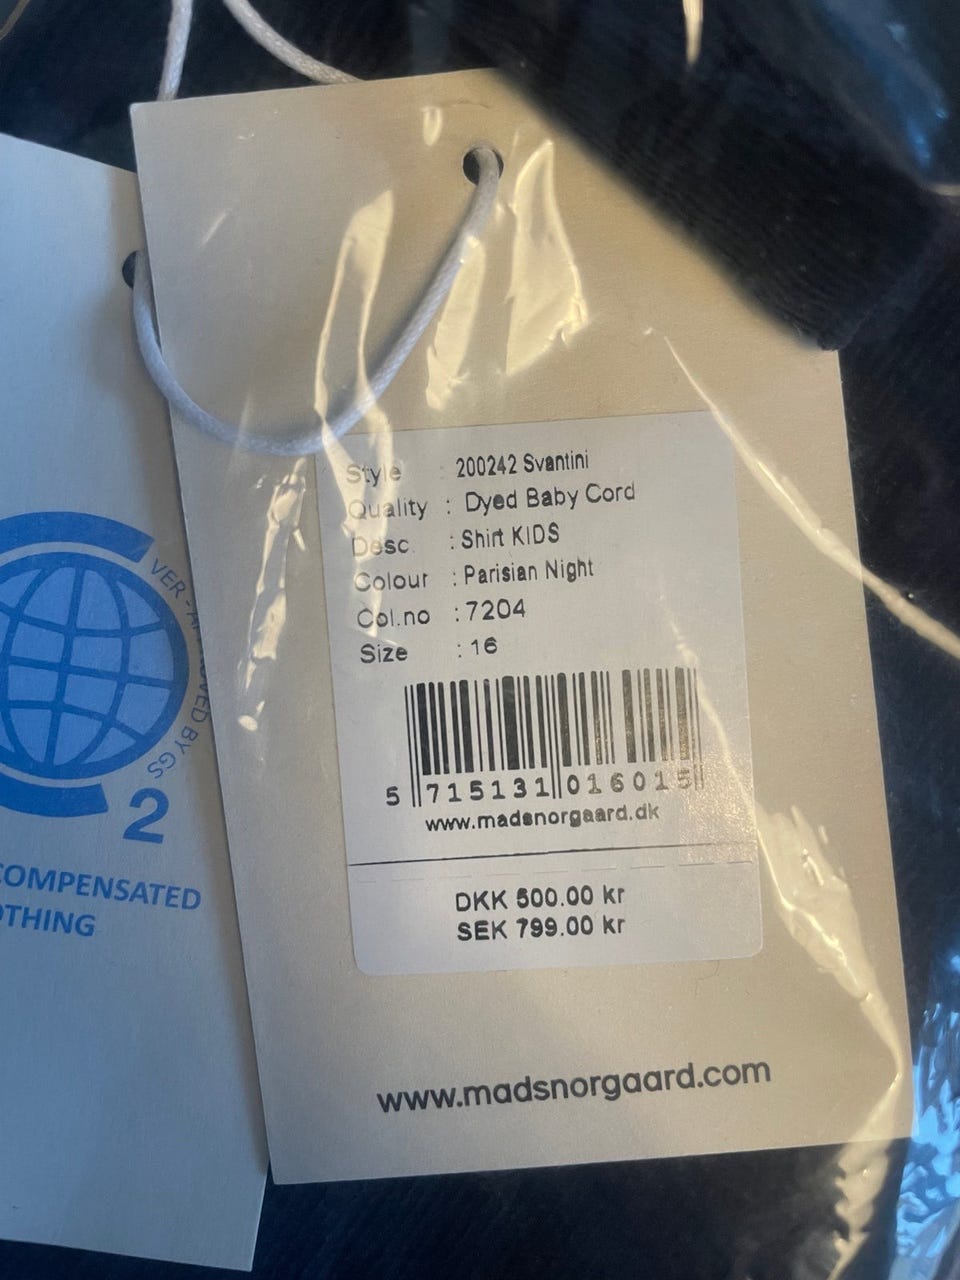 Style : 200242 Svantini
Quality : Dyed Baby Cord
Desc. : Shirt KIDS
Colour : Parisian Night
Col.no : 7204
Size : 16
5 715131 016015
www.madsnorgaard.dk
DKK 500.00 kr
SEK 799.00 kr
www.madsnorgaard.com
BY GS
2
COMPENSATED
OTHING